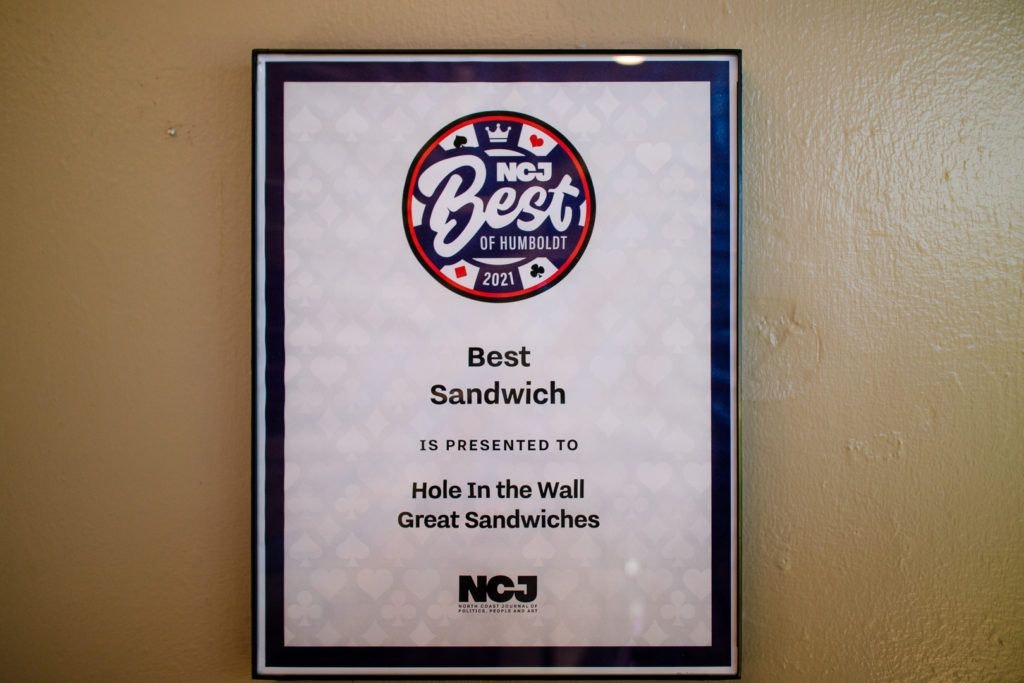 NCJ
Best
OF HUMBOLDT
2021
Best
Sandwich
IS PRESENTED TO
Hole In the Wall
Great Sandwiches
NCJ
NORTH COAST JOURNAL OF
POLITICS, PEOPLE AND ART